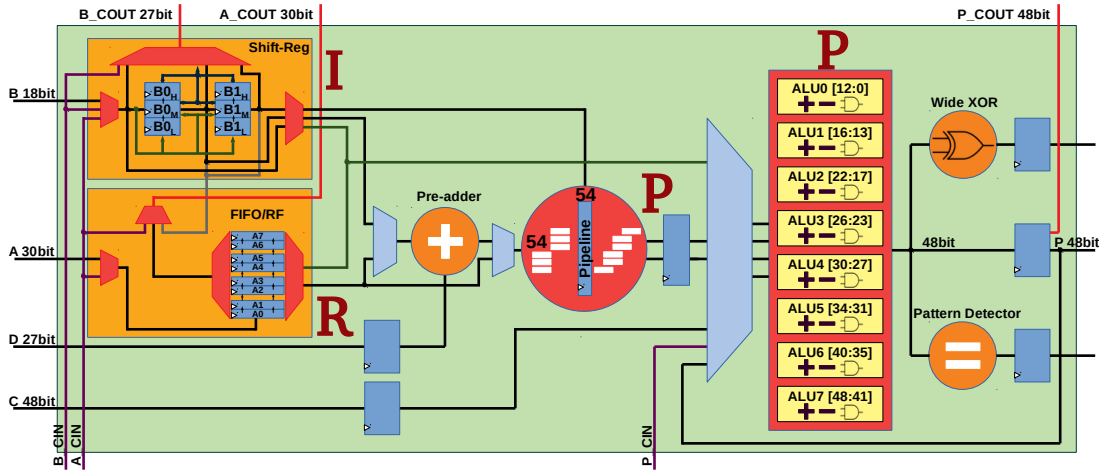 B_COUT 27bit
A_COUT 30bit
P_COUT 48bit
Shift-Reg
I
P
B 18bit
B0H
B0M
B0L
B1H
B1M
B1L
ALU0 [12:0]
ALU1 [16:13]
ALU2 [22:17]
ALU3 [26:23]
ALU4 [30:27]
ALU5 [34:31]
ALU6 [40:35]
ALU7 [48:41]
Wide XOR
FIFO/RF
A7
A6
A5
A4
A3
A2
A1
A0
R
Pre-adder
54
54
Pipeline
P
A 30bit
48bit
P 48bit
D 27bit
Pattern Detector
C 48bit
B_CIN
A_CIN
P_CIN